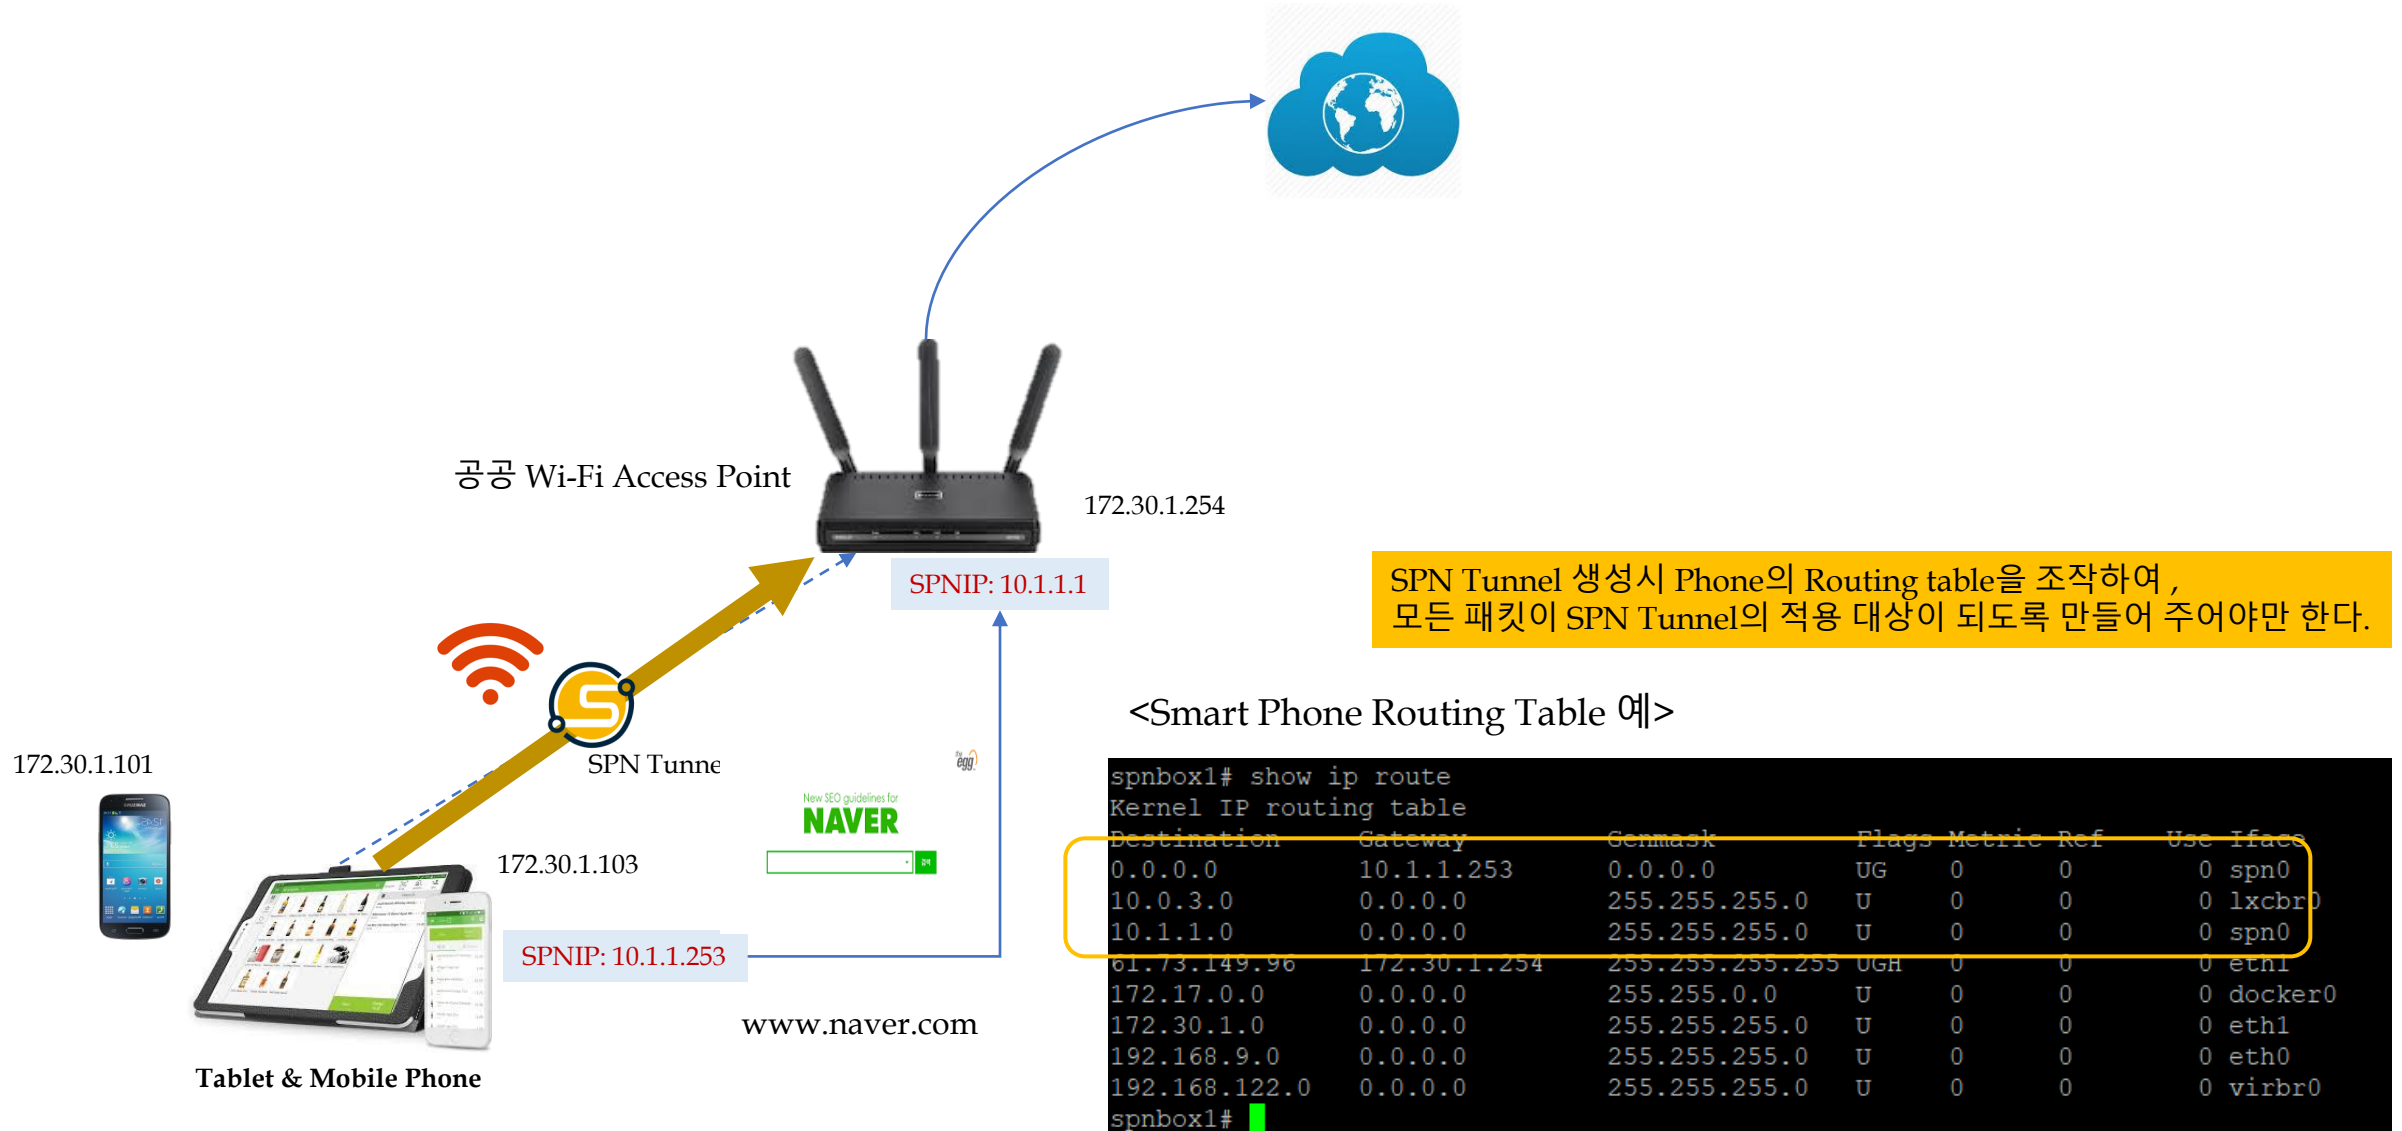 공공 Wi-Fi Access Point
172.30.1.254
SPNIP: 10.1.1.1
SPN Tunnel 생성시 Phone의 Routing table을 조작하여 ,
모든 패킷이 SPN Tunnel의 적용 대상이 되도록 만들어 주어야만 한다.
<Smart Phone Routing Table 예>
172.30.1.101
SPN Tunne
the egg
New SEO guidelines for
NAVER
검색
172.30.1.103
SPNIP: 10.1.1.253
www.naver.com
Tablet & Mobile Phone
spnbox1# show ip route
Kernel IP routing table
Destination Gateway Genmask Flags Metric Ref Use Iface
0.0.0.0 10.1.1.253 0.0.0.0 UG 0 0 0 spn0
10.0.3.0 0.0.0.0 255.255.255.0 U 0 0 0 lxcbr0
10.1.1.0 0.0.0.0 255.255.255.0 U 0 0 0 spn0
61.73.149.96 172.30.1.254 255.255.255.255 UGH 0 0 0 eth1
172.17.0.0 0.0.0.0 255.255.0.0 U 0 0 0 docker0
172.30.1.0 0.0.0.0 255.255.255.0 U 0 0 0 eth1
192.168.9.0 0.0.0.0 255.255.255.0 U 0 0 0 eth0
192.168.122.0 0.0.0.0 255.255.255.0 U 0 0 0 virbr0
spnbox1#